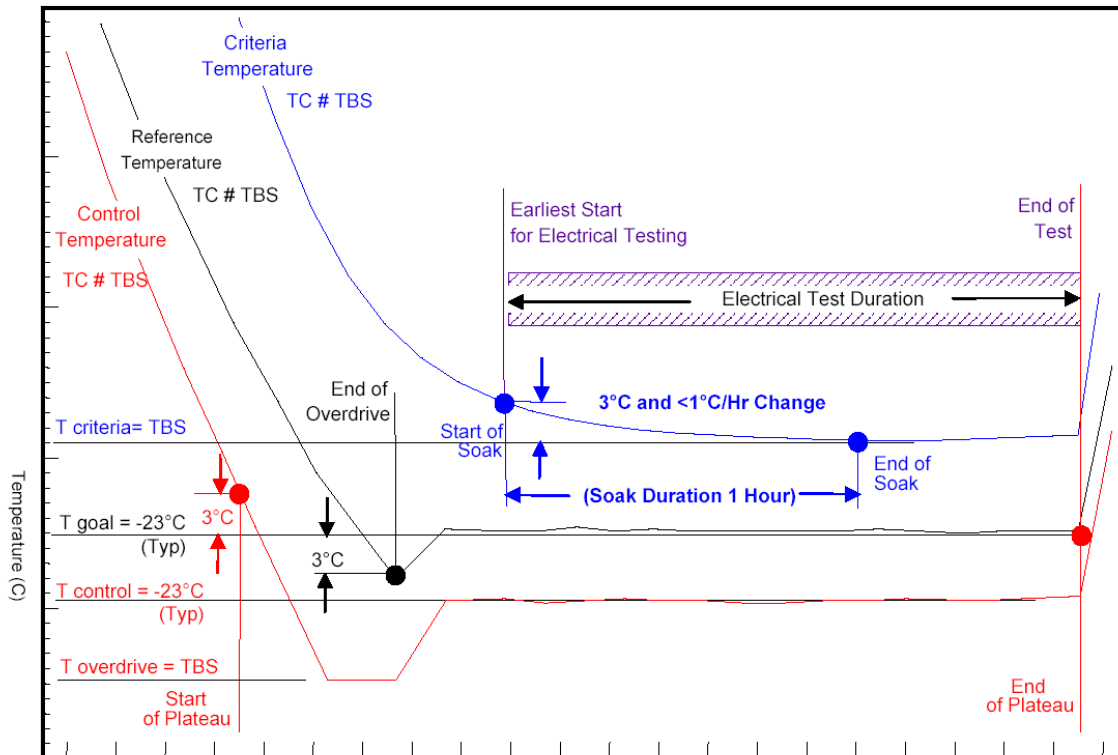 Criteria
Temperature
TC # TBS
Reference
Temperature
TC # TBS
Control
Temperature
TC # TBS
Earliest Start
for Electrical Testing
End of
Test
Electrical Test Duration
End of
Overdrive
3°C and <1°C/Hr Change
T criteria= TBS
Start of
Soak
End of
Soak
(Soak Duration 1 Hour)
3°C
T goal = -23°C
(Typ)
3°C
T control = -23°C
(Typ)
T overdrive = TBS
Start
of Plateau
End
of Plateau
Temperature (C)